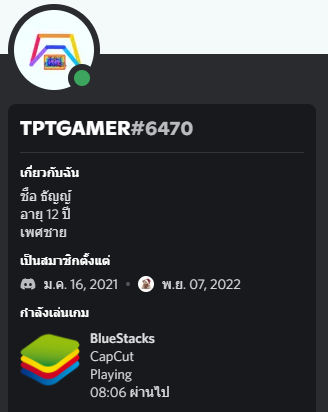 TPTGAMER#6470
เกี่ยวกับฉัน
ชื่อ ธัญญ์
อายุ 12 ปี
เพศชาย
เป็นสมาชิกตั้งแต่
ม.ค. 16, 2021 • พ.ย. 07, 2022
กำลังเล่นเกม
BlueStacks
CapCut
Playing
08:06 ผ่านไป